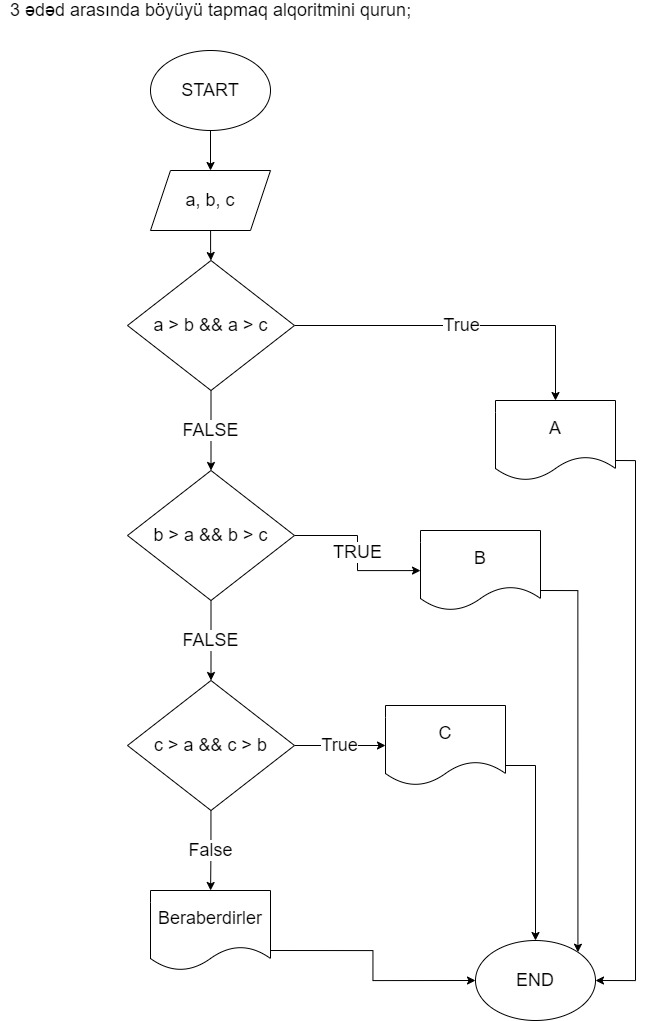 3 ədəd arasında böyüyü tapmaq alqoritmini qurun;
START
a, b, c
a > b && a > c
True
A
FALSE
b > a && b > c
TRUE
B
FALSE
c > a && c > b
True
C
False
Beraberdirler
END